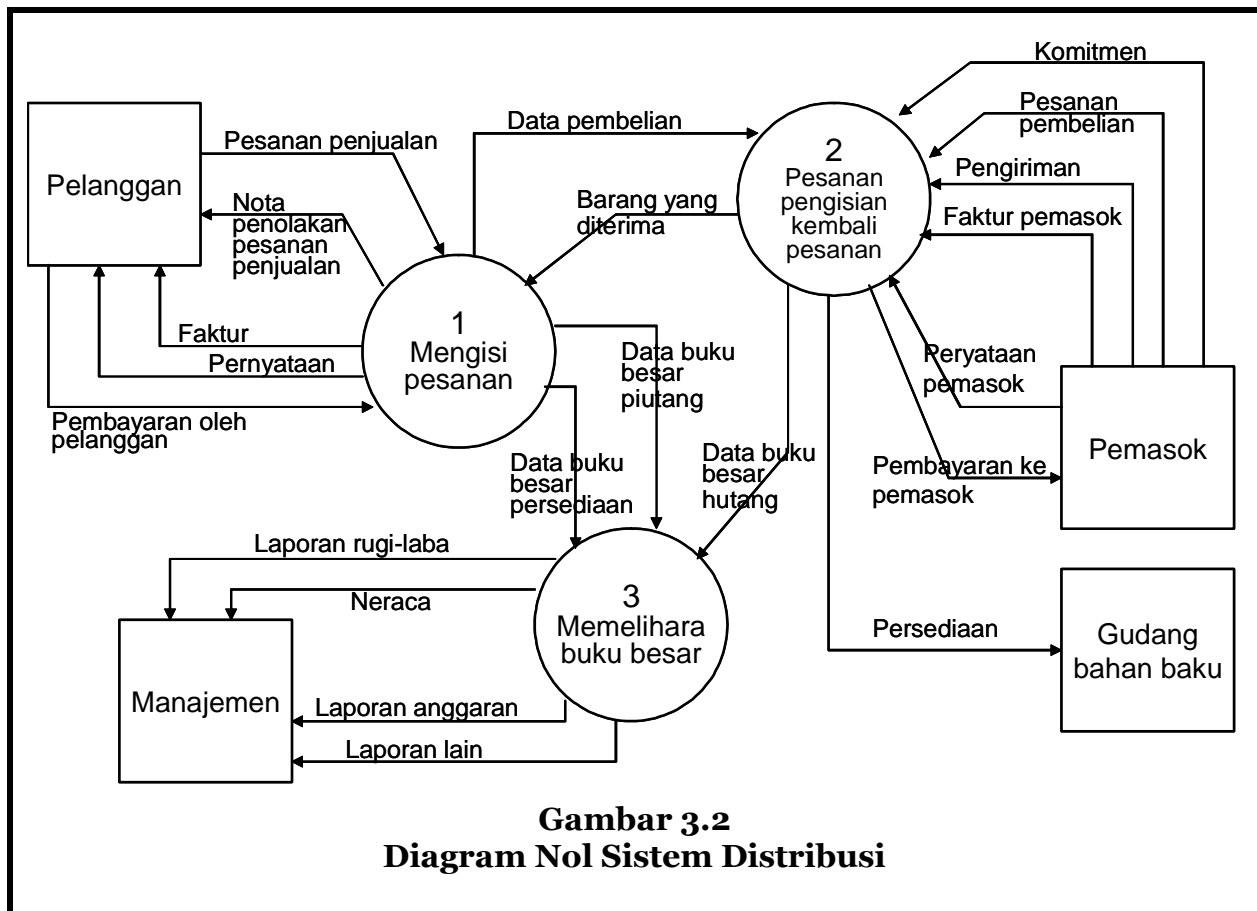 Komitmen
Pesanan
pembelian
Pengiriman
Faktur pemasok
Pesanan penjualan
Data pembelian
Pelanggan
Nota
penolakan
pesanan
penjualan
Barang yang
diterima
2
Pesanan
pengisian
kembali
pesanan
Faktur
Pernyataan
Pembayaran oleh
pelanggan
1
Mengisi
pesanan
Data buku
besar
piutang
Peryataan
pemasok
Pemasok
Data buku
besar
persediaan
Data buku
besar
hutang
Pembayaran ke
pemasok
Laporan rugi-laba
Neraca
3
Memelihara
buku besar
Persediaan
Gudang
bahan baku
Manajemen
Laporan anggaran
Laporan lain
Gambar 3.2
Diagram Nol Sistem Distribusi